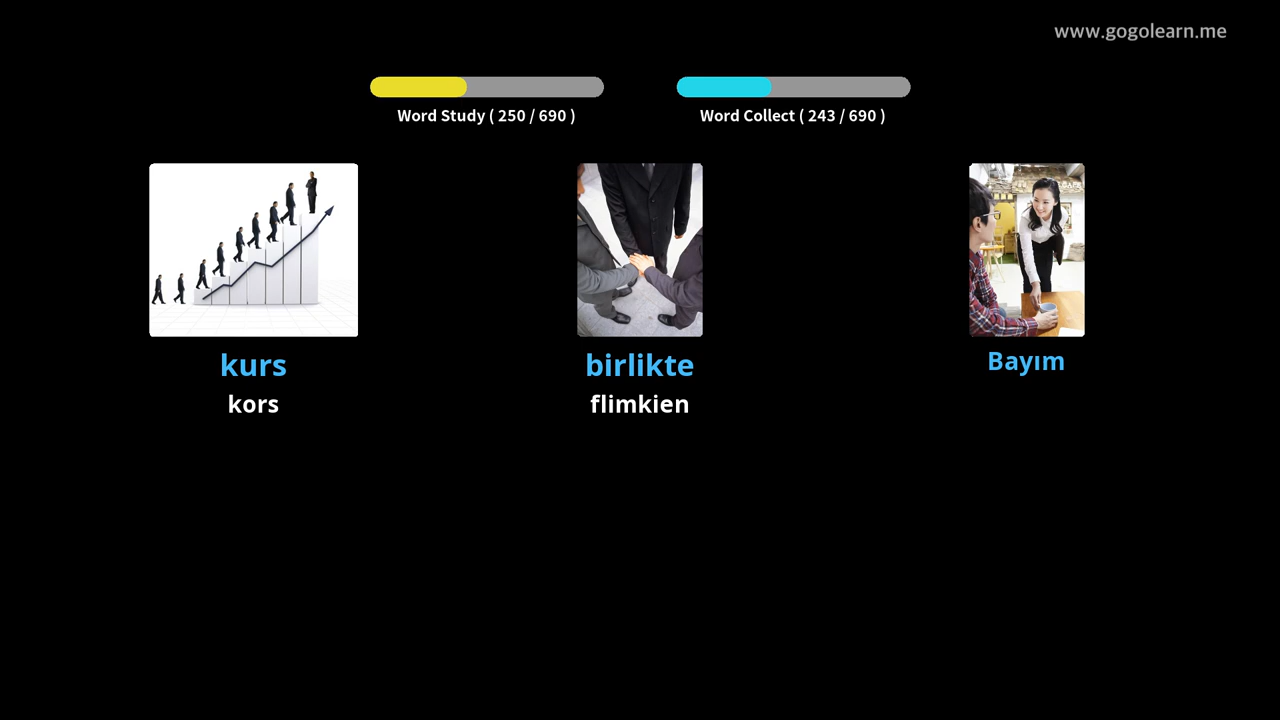 www.gogolearn.me
Word Study ( 250 / 690 )
Word Collect ( 243 / 690 )
kurs
kors
birlikte
flimkien
Bayım